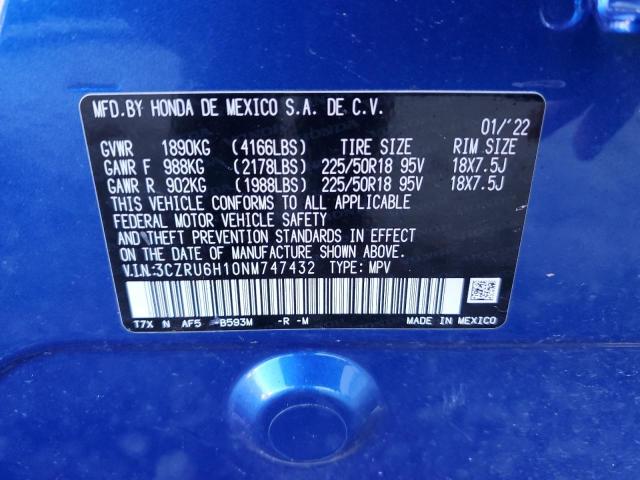 MFD.BY HONDA DE MEXICO S.A. DE C.V.
01/'22
GVWR 1890KG (4166LBS) TIRE SIZE RIM SIZE
GAWR F 988KG (2178LBS) 225/50R18 95V 18X7.5J
GAWR R 902KG (1988LBS) 225/50R18 95V 18X7.5J
THIS VEHICLE CONFORMS TO ALL APPLICABLE
FEDERAL MOTOR VEHICLE SAFETY
AND THEFT PREVENTION STANDARDS IN EFFECT
ON THE DATE OF MANUFACTURE SHOWN ABOVE.
V.I.N:3CZRU6H10NM747432 TYPE: MPV
T7X N AF5 -B593M -R -M MADE IN MEXICO